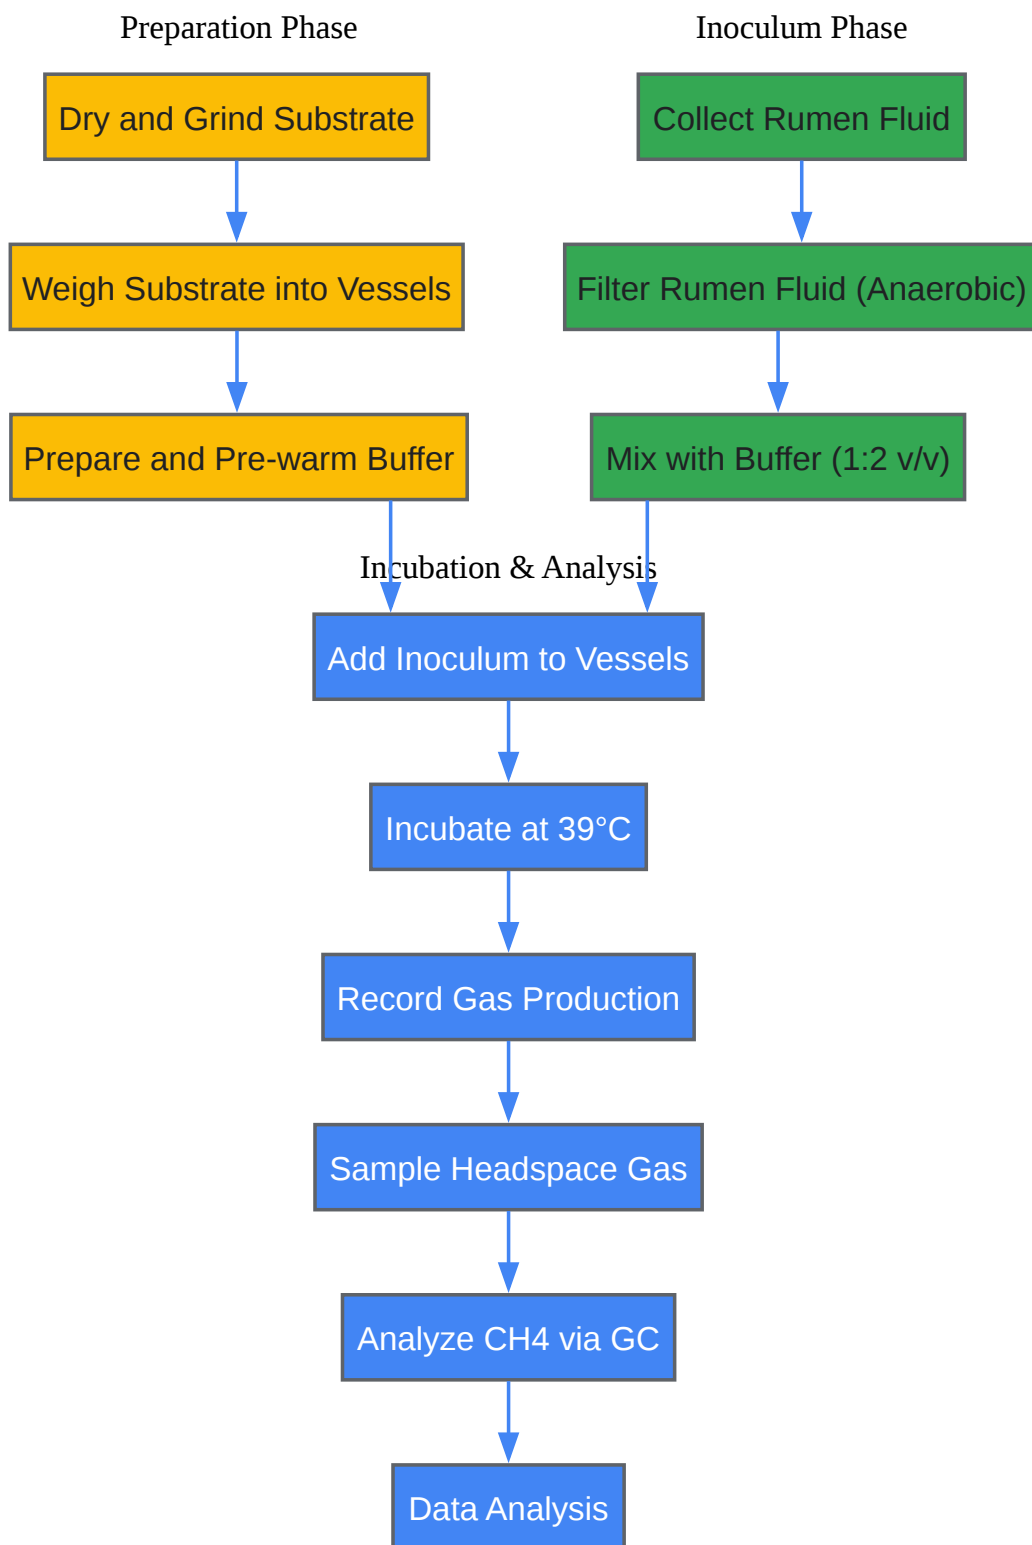 Preparation Phase
Dry and Grind Substrate
Weigh Substrate into Vessels
Prepare and Pre-warm Buffer
Inoculum Phase
Collect Rumen Fluid
Filter Rumen Fluid (Anaerobic)
Mix with Buffer (1:2 v/v)
Incubation & Analysis
Add Inoculum to Vessels
Incubate at 39°C
Record Gas Production
Sample Headspace Gas
Analyze CH4 via GC
Data Analysis